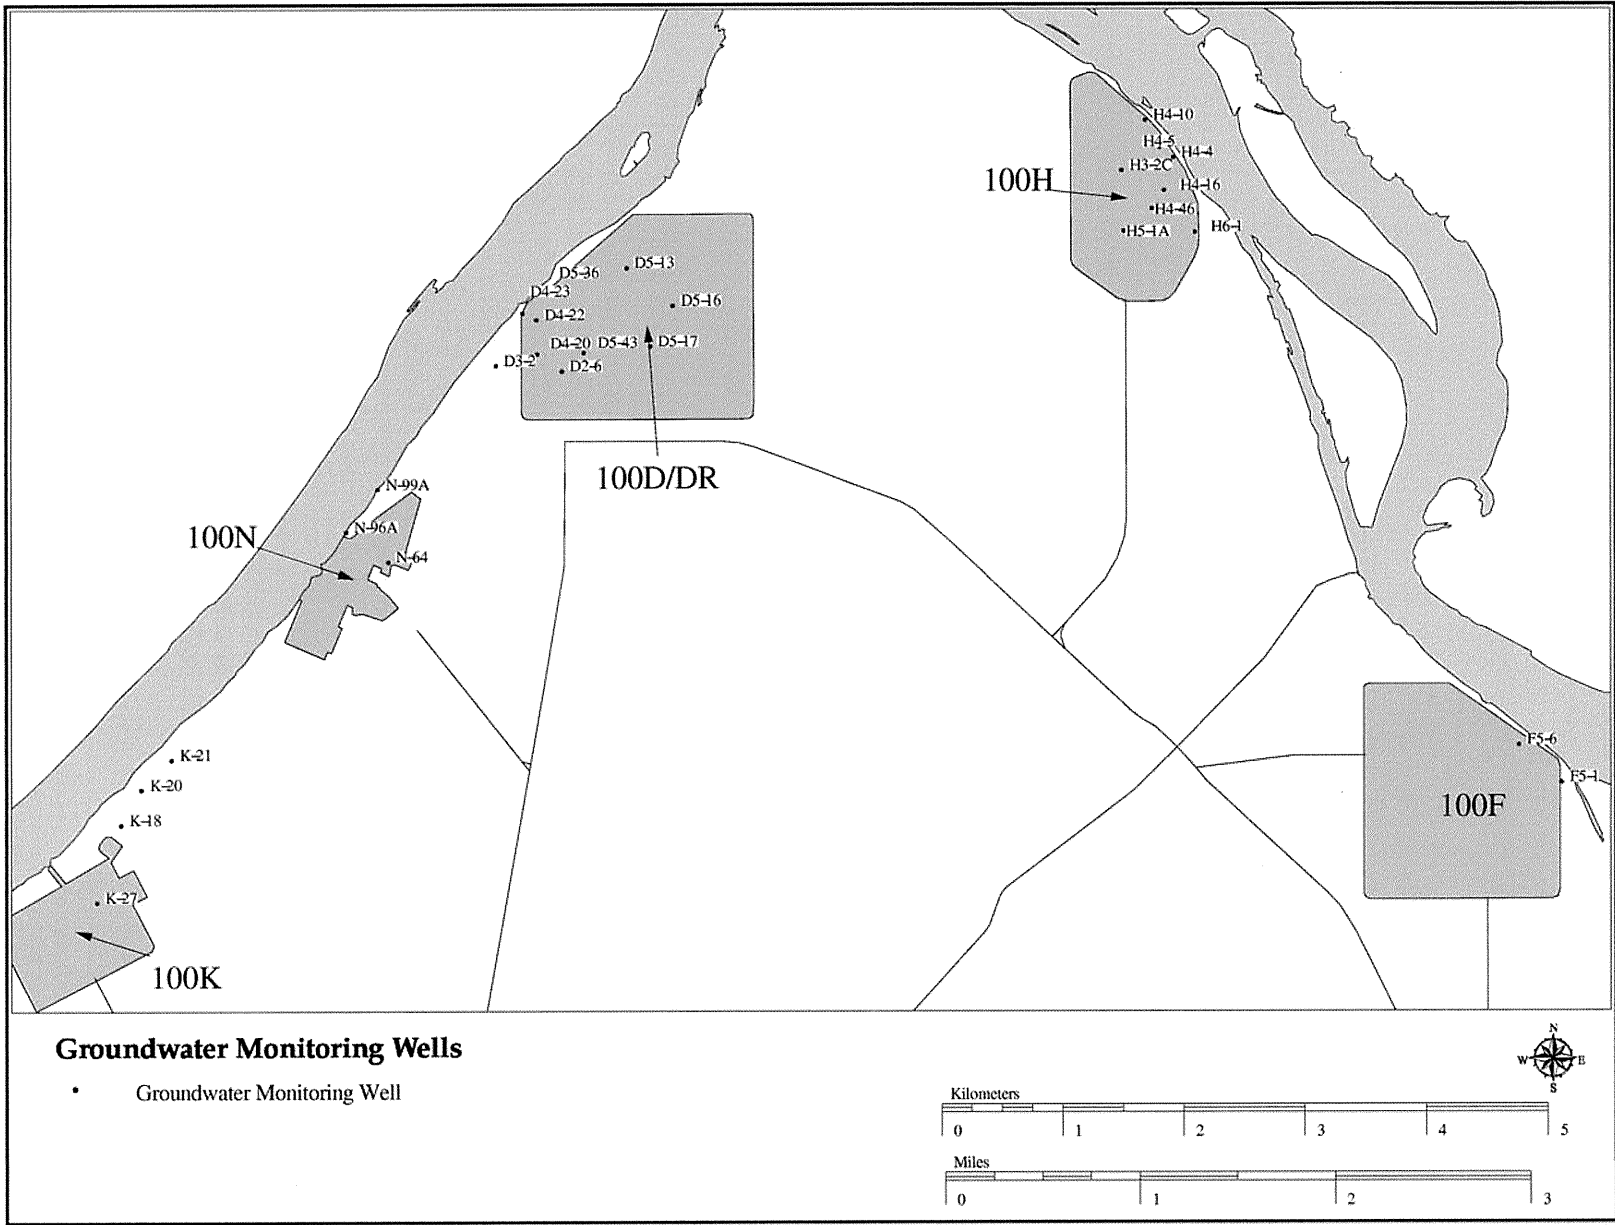 H4-10
H4-5
H4-4
H3-2C
100H
H4-16
H4-46
H5-1A
H6-1
D5-36
D5-13
D4-23
D5-16
D4-22
D4-20
D5-43
D5-17
D3-2
D2-6
100D/DR
N-99A
N-96A
100N
N-64
F5-6
K-21
F5-1
K-20
100F
K-18
K-27
100K
Groundwater Monitoring Wells
Groundwater Monitoring Well
N
W
E
S
Kilometers
0 1 2 3 4 5
Miles
0 1 2 3